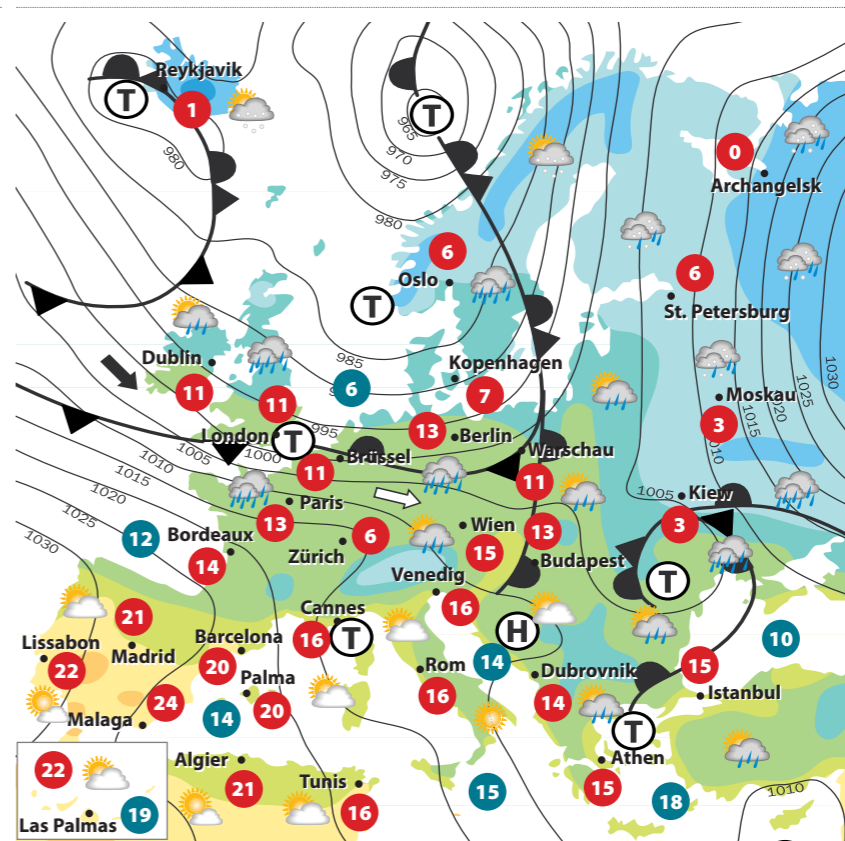 Reykjavik
T
1
980
T
965
970
975
980
0
Archangelsk
6
Oslo
T
6
St. Petersburg
985
1030
1025
1020
1015
1010
Dublin
11
6
Kopenhagen
7
Moskau
3
11
995
London
T
13
Berlin
1000
1005
1010
1015
1020
1025
1030
Brüssel
11
Warschau
11
1005
Kiew
3
Paris
13
12
Bordeaux
14
Zürich
6
Wien
15
13
Budapest
T
Venedig
16
21
Madrid
Lissabon
22
Barcelona
20
Cannes
16
T
H
14
10
Rom
16
Dubrovnik
14
15
Istanbul
Palma
20
24
Malaga
14
T
Athen
15
Algier
21
Tunis
16
15
18
22
Las Palmas
19
1010